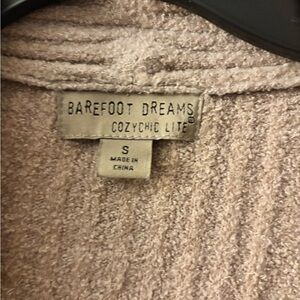 BAREFOOT DREAMS®
COZYCHIC LITE
S
MADE IN
CHINA